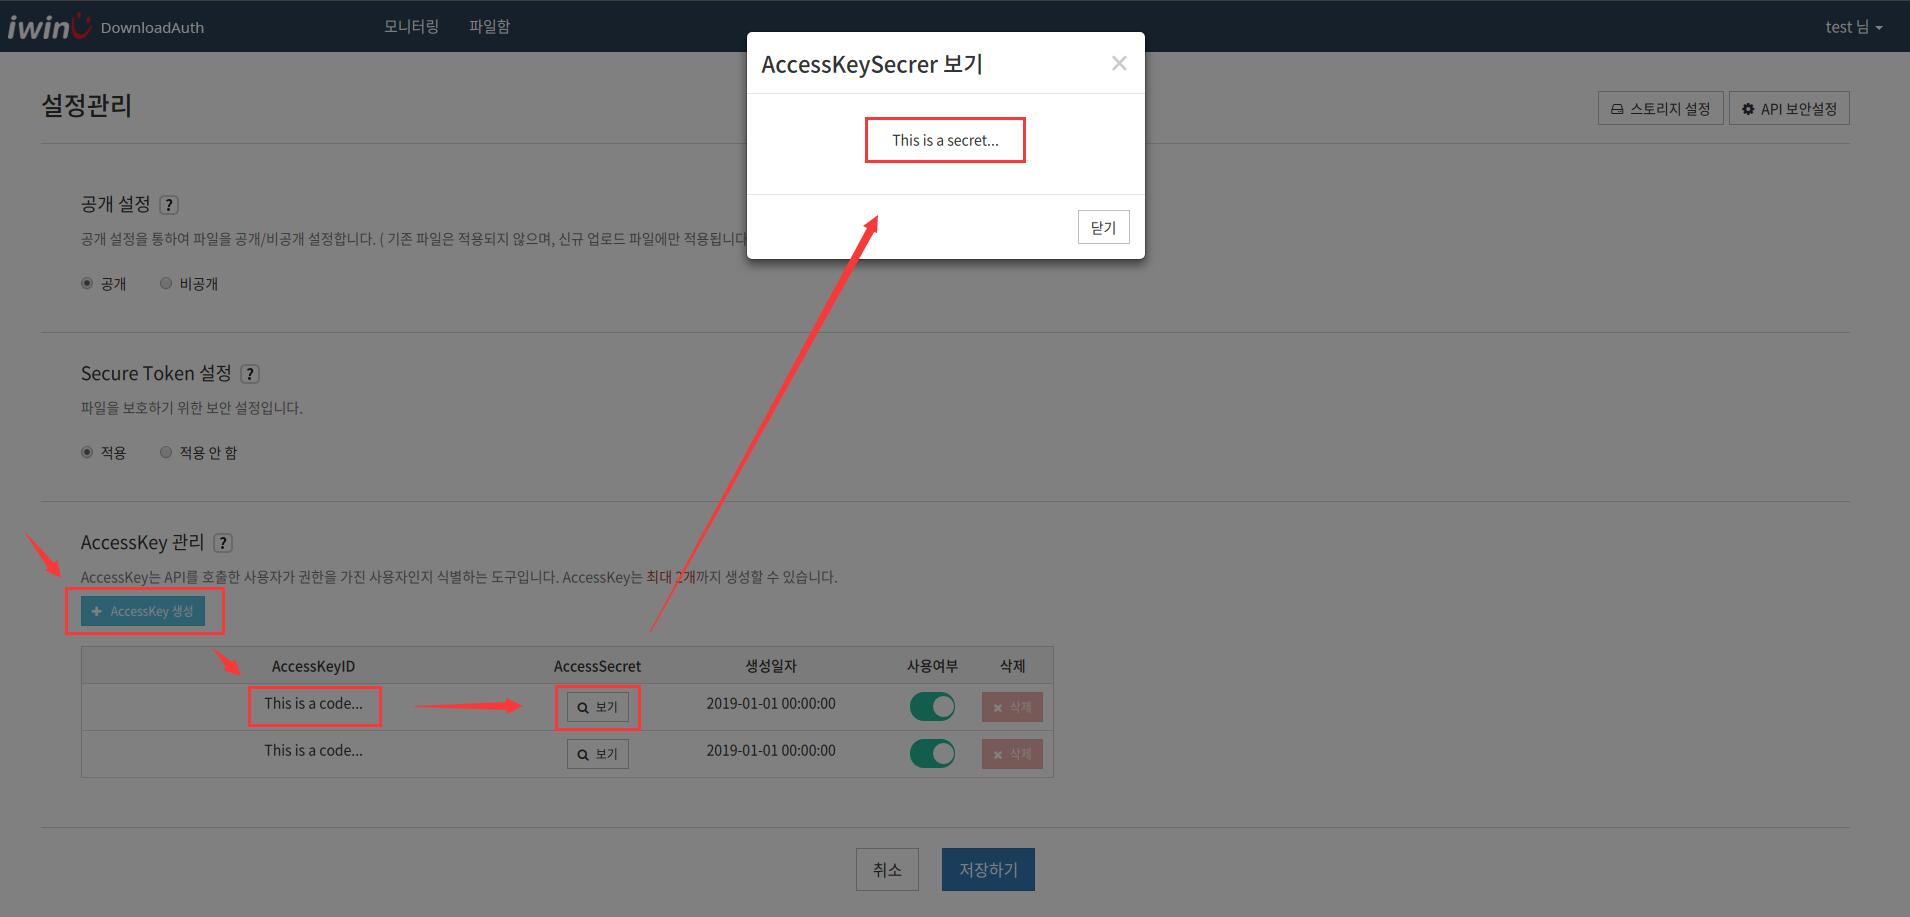 iwinU DownloadAuth 모니터링 파일함 test 님
AccessKeySecrer 보기
This is a secret...
닫기
설정관리
스토리지 설정 API 보안설정
공개 설정 ?
공개 설정을 통하여 파일을 공개/비공개 설정합니다. ( 기존 파일은 적용되지 않으며, 신규 업로드 파일에만 적용됩니다
공개 비공개
Secure Token 설정 ?
파일을 보호하기 위한 보안 설정입니다.
적용 적용 안 함
AccessKey 관리 ?
AccessKey는 API를 호출한 사용자가 권한을 가진 사용자인지 식별하는 도구입니다. AccessKey는 최대 2개까지 생성할 수 있습니다.
AccessKey 생성
AccessKeyID AccessSecret 생성일자 사용여부 삭제
This is a code... 보기 2019-01-01 00:00:00 삭제
This is a code... 보기 2019-01-01 00:00:00 삭제
취소 저장하기